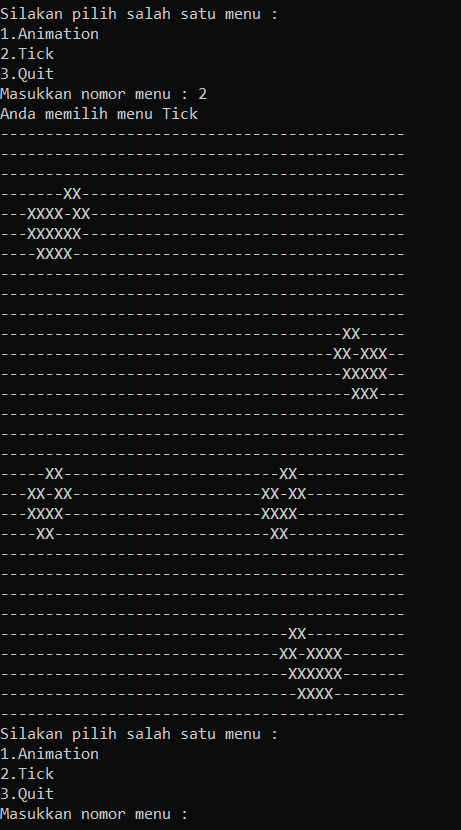 Silakan pilih salah satu menu :
1.Animation
2.Tick
3.Quit
Masukkan nomor menu : 2
Anda memilih menu Tick
---------------------------------------------
---------------------------------------------
---------------------------------------------
-------XX------------------------------------
---XXXX-XX-----------------------------------
---XXXXXX------------------------------------
----XXXX-------------------------------------
---------------------------------------------
---------------------------------------------
---------------------------------------------
--------------------------------------XX-----
-------------------------------------XX-XXX--
--------------------------------------XXXXX--
---------------------------------------XXX---
---------------------------------------------
---------------------------------------------
---------------------------------------------
-----XX------------------------XX------------
---XX-XX---------------------XX-XX-----------
---XXXX----------------------XXXX------------
----XX------------------------XX-------------
---------------------------------------------
---------------------------------------------
---------------------------------------------
---------------------------------------------
--------------------------------XX-----------
-------------------------------XX-XXXX-------
--------------------------------XXXXXX-------
---------------------------------XXXX--------
---------------------------------------------
Silakan pilih salah satu menu :
1.Animation
2.Tick
3.Quit
Masukkan nomor menu :